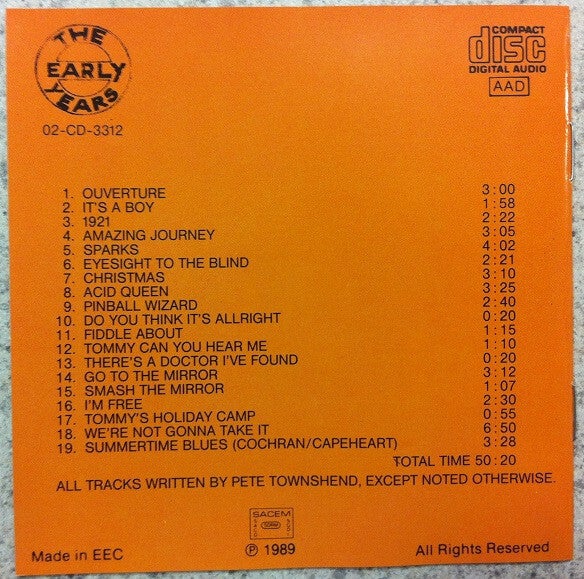 THE
EARLY
YEARS
02-CD-3312
COMPACT
disc
DIGITAL AUDIO
AAD
1. OUVERTURE 3:00
2. IT'S A BOY 1:58
3. 1921 2:22
4. AMAZING JOURNEY 3:05
5. SPARKS 4:02
6. EYESIGHT TO THE BLIND 2:21
7. CHRISTMAS 3:10
8. ACID QUEEN 3:25
9. PINBALL WIZARD 2:40
10. DO YOU THINK IT'S ALLRIGHT 0:20
11. FIDDLE ABOUT 1:15
12. TOMMY CAN YOU HEAR ME 1:10
13. THERE'S A DOCTOR I'VE FOUND 0:20
14. GO TO THE MIRROR 3:12
15. SMASH THE MIRROR 1:07
16. I'M FREE 2:30
17. TOMMY'S HOLIDAY CAMP 0:55
18. WE'RE NOT GONNA TAKE IT 6:50
19. SUMMERTIME BLUES (COCHRAN/CAPEHEART) 3:28
TOTAL TIME 50:20
ALL TRACKS WRITTEN BY PETE TOWNSHEND, EXCEPT NOTED OTHERWISE.
SACEM
Made in EEC
℗ 1989
All Rights Reserved